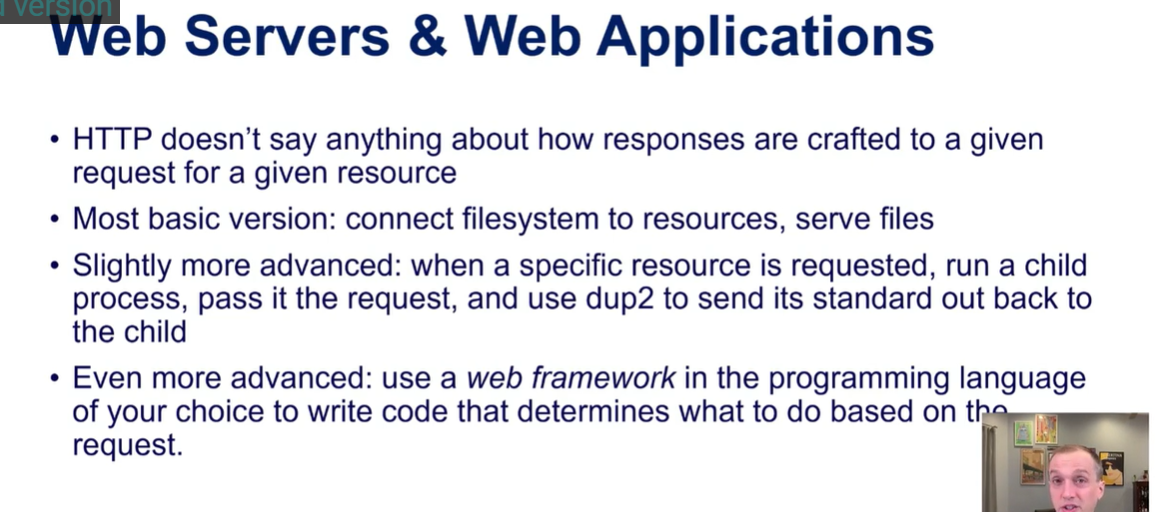 d version
Web Servers & Web Applications
• HTTP doesn’t say anything about how responses are crafted to a given
request for a given resource
• Most basic version: connect filesystem to resources, serve files
• Slightly more advanced: when a specific resource is requested, run a child
process, pass it the request, and use dup2 to send its standard out back to
the child
• Even more advanced: use a web framework in the programming language
of your choice to write code that determines what to do based on the
request.